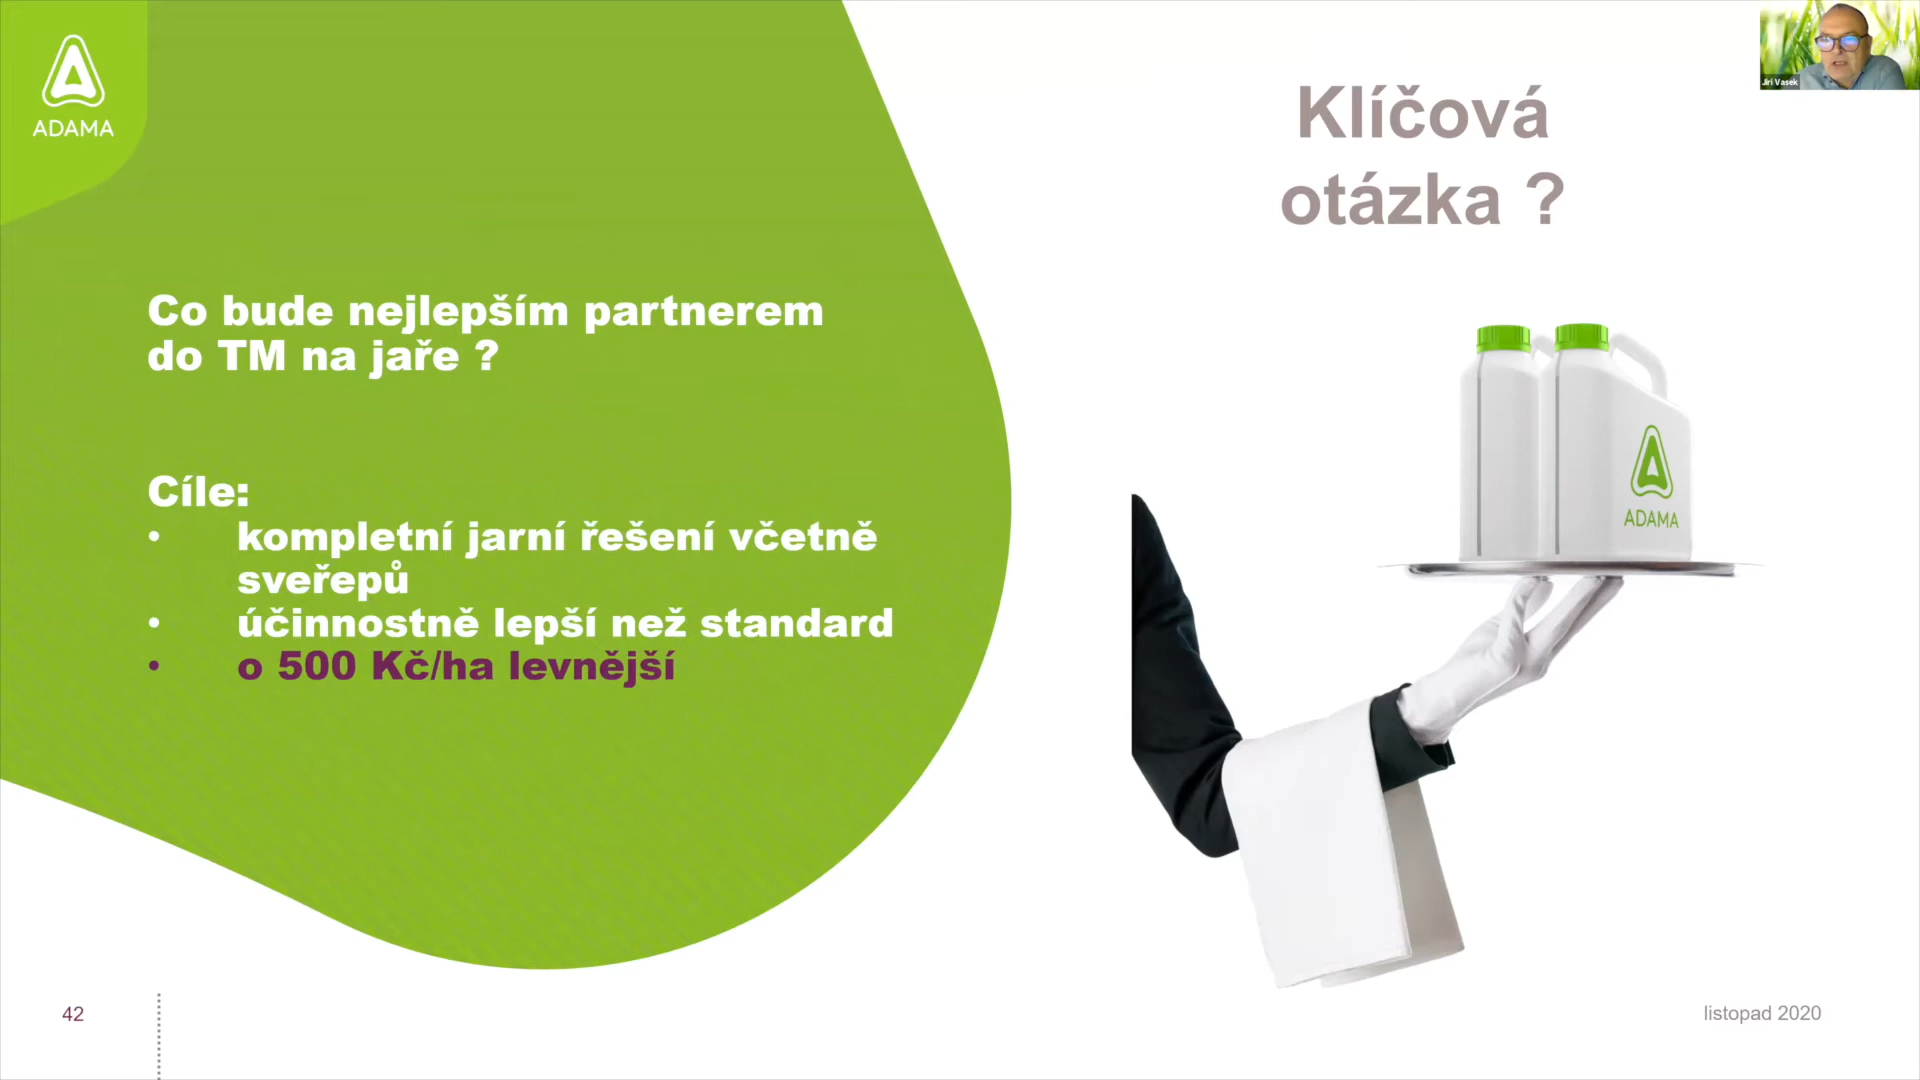 ADAMA
Klíčová
otázka ?
Jiri Vasek
Co bude nejlepším partnerem
do TM na jaře ?
Cíle:
• kompletní jarní řešení včetně
sveřepů
• účinnostně lepší než standard
• o 500 Kč/ha levnější
ADAMA
42
listopad 2020